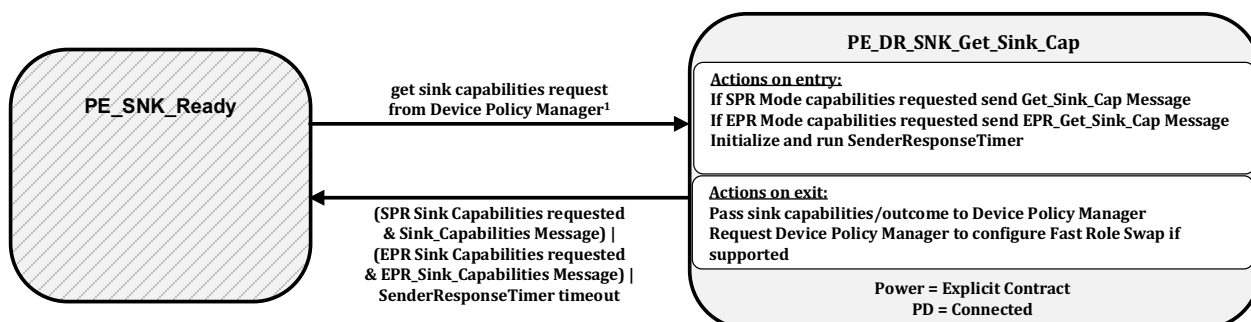 PE_SNK_Ready
get sink capabilities request
from Device Policy Manager¹
(SPR Sink Capabilities requested
& Sink_Capabilities Message) |
(EPR Sink Capabilities requested
& EPR_Sink_Capabilities Message) |
SenderResponseTimer timeout
PE_DR_SNK_Get_Sink_Cap
Actions on entry:
If SPR Mode capabilities requested send Get_Sink_Cap Message
If EPR Mode capabilities requested send EPR_Get_Sink_Cap Message
Initialize and run SenderResponseTimer
Actions on exit:
Pass sink capabilities/outcome to Device Policy Manager
Request Device Policy Manager to configure Fast Role Swap if
supported
Power = Explicit Contract
PD = Connected